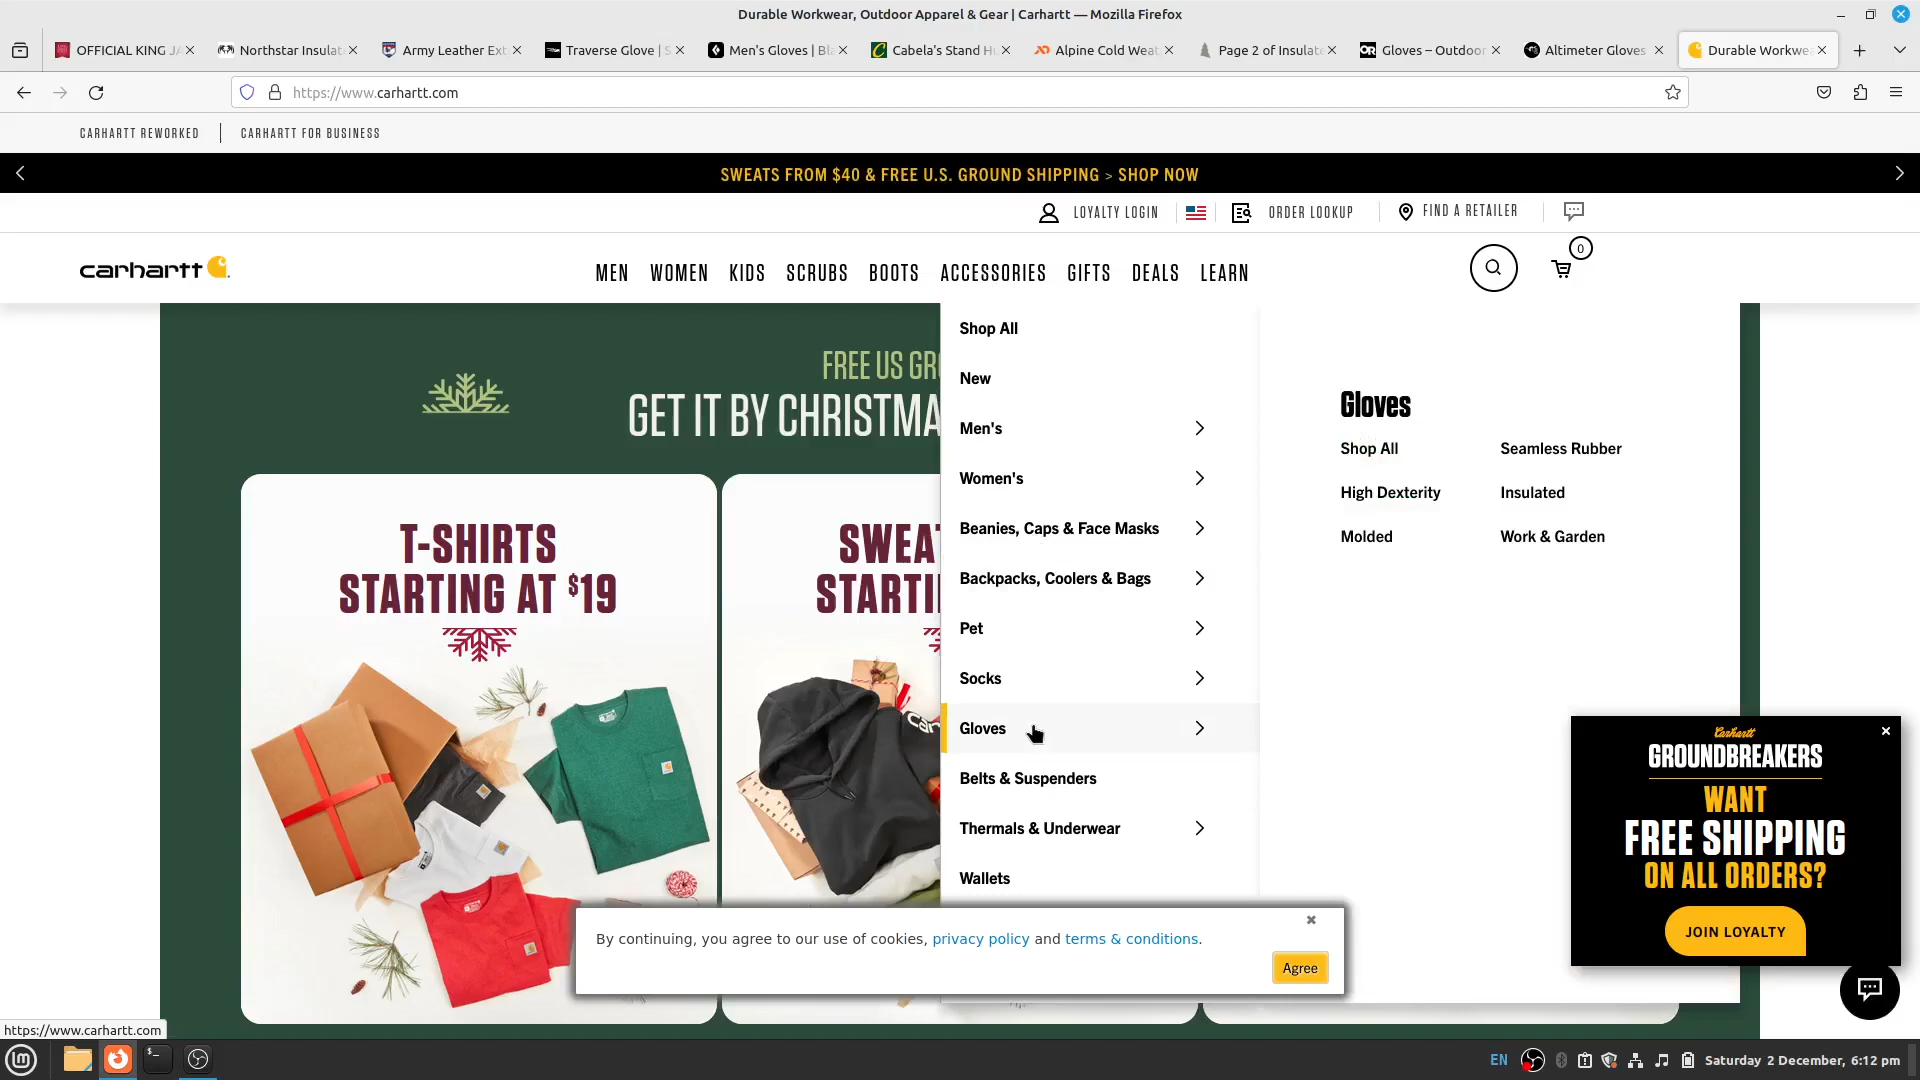 Durable Workwear, Outdoor Apparel & Gear | Carhartt — Mozilla Firefox
OFFICIAL KING JA
Northstar Insulat
Army Leather Ext
Traverse Glove | S
Men's Gloves | Bla
Cabela's Stand Hu
Alpine Cold Weat
Page 2 of Insulate
Gloves – Outdoor
Altimeter Gloves
Durable Workwea
https://www.carhartt.com
CARHARTT REWORKED
CARHARTT FOR BUSINESS
SWEATS FROM $40 & FREE U.S. GROUND SHIPPING > SHOP NOW
LOYALTY LOGIN
ORDER LOOKUP
FIND A RETAILER
carhartt
MEN
WOMEN
KIDS
SCRUBS
BOOTS
ACCESSORIES
GIFTS
DEALS
LEARN
0
FREE US GR
GET IT BY CHRISTMA
T-SHIRTS
STARTING AT $19
SWEA
STARTI
Shop All
New
Men's
Women's
Beanies, Caps & Face Masks
Backpacks, Coolers & Bags
Pet
Socks
Gloves
Belts & Suspenders
Thermals & Underwear
Wallets
Gloves
Shop All
Seamless Rubber
High Dexterity
Insulated
Molded
Work & Garden
Carhartt
GROUNDBREAKERS
WANT
FREE SHIPPING
ON ALL ORDERS?
JOIN LOYALTY
By continuing, you agree to our use of cookies, privacy policy and terms & conditions.
Agree
https://www.carhartt.com
EN
Saturday 2 December, 6:12 pm